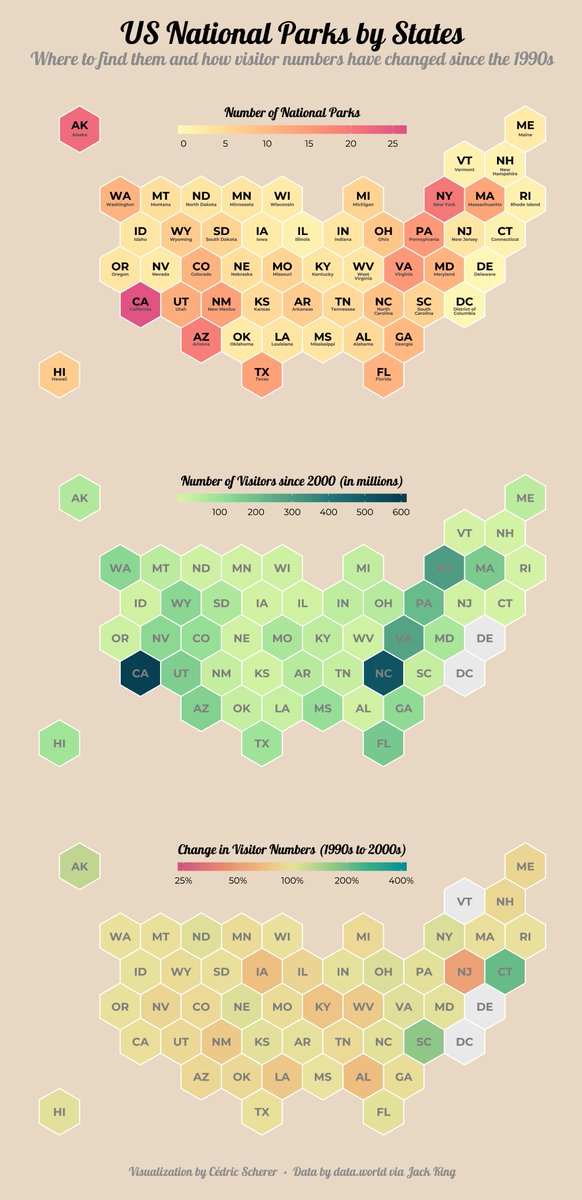 US National Parks by States
Where to find them and how visitor numbers have changed since the 1990s
Number of National Parks
0 5 10 15 20 25
AK
Alaska
ME
Maine
VT NH
Vermont New Hampshire
WA MT ND MN WI MI NY MA RI
Washington Montana North Dakota Minnesota Wisconsin Michigan New York Massachusetts Rhode Island
ID WY SD IA IL IN OH PA NJ CT
Idaho Wyoming South Dakota Iowa Illinois Indiana Ohio Pennsylvania New Jersey Connecticut
OR NV CO NE MO KY WV VA MD DE
Oregon Nevada Colorado Nebraska Missouri Kentucky West Virginia Virginia Maryland Delaware
CA UT NM KS AR TN NC SC DC
California Utah New Mexico Kansas Arkansas Tennessee North Carolina South Carolina District of Columbia
AZ OK LA MS AL GA
Arizona Oklahoma Louisiana Mississippi Alabama Georgia
HI TX FL
Hawaii Texas Florida
Number of Visitors since 2000 (in millions)
100 200 300 400 500 600
AK ME
VT NH
WA MT ND MN WI MI NY MA RI
ID WY SD IA IL IN OH PA NJ CT
OR NV CO NE MO KY WV VA MD DE
CA UT NM KS AR TN NC SC DC
AZ OK LA MS AL GA
HI TX FL
Change in Visitor Numbers (1990s to 2000s)
25% 50% 100% 200% 400%
AK ME
VT NH
WA MT ND MN WI MI NY MA RI
ID WY SD IA IL IN OH PA NJ CT
OR NV CO NE MO KY WV VA MD DE
CA UT NM KS AR TN NC SC DC
AZ OK LA MS AL GA
HI TX FL
Visualization by Cédric Scherer • Data by data.world via Jack King